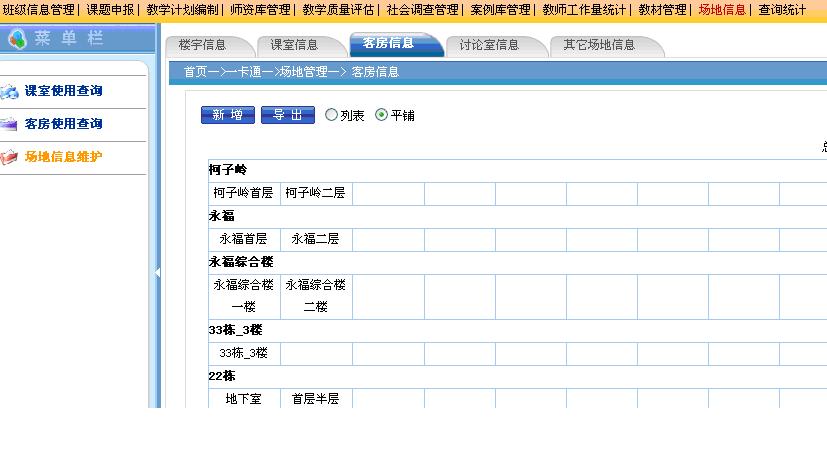 班级信息管理| 课题申报| 教学计划编制| 师资库管理| 教学质量评估| 社会调查管理| 案例库管理| 教师工作量统计| 教材管理| 场地信息| 查询统计
菜 单 栏
楼宇信息 课室信息 客房信息 讨论室信息 其它场地信息
首页—>一卡通—>场地管理—> 客房信息
课室使用查询
客房使用查询
场地信息维护
新 增 导 出 列表 平铺
总
柯子岭
柯子岭首层 柯子岭二层
永福
永福首层 永福二层
永福综合楼
永福综合楼 永福综合楼
一楼 二楼
33栋_3楼
33栋_3楼
22栋
地下室 首层半层